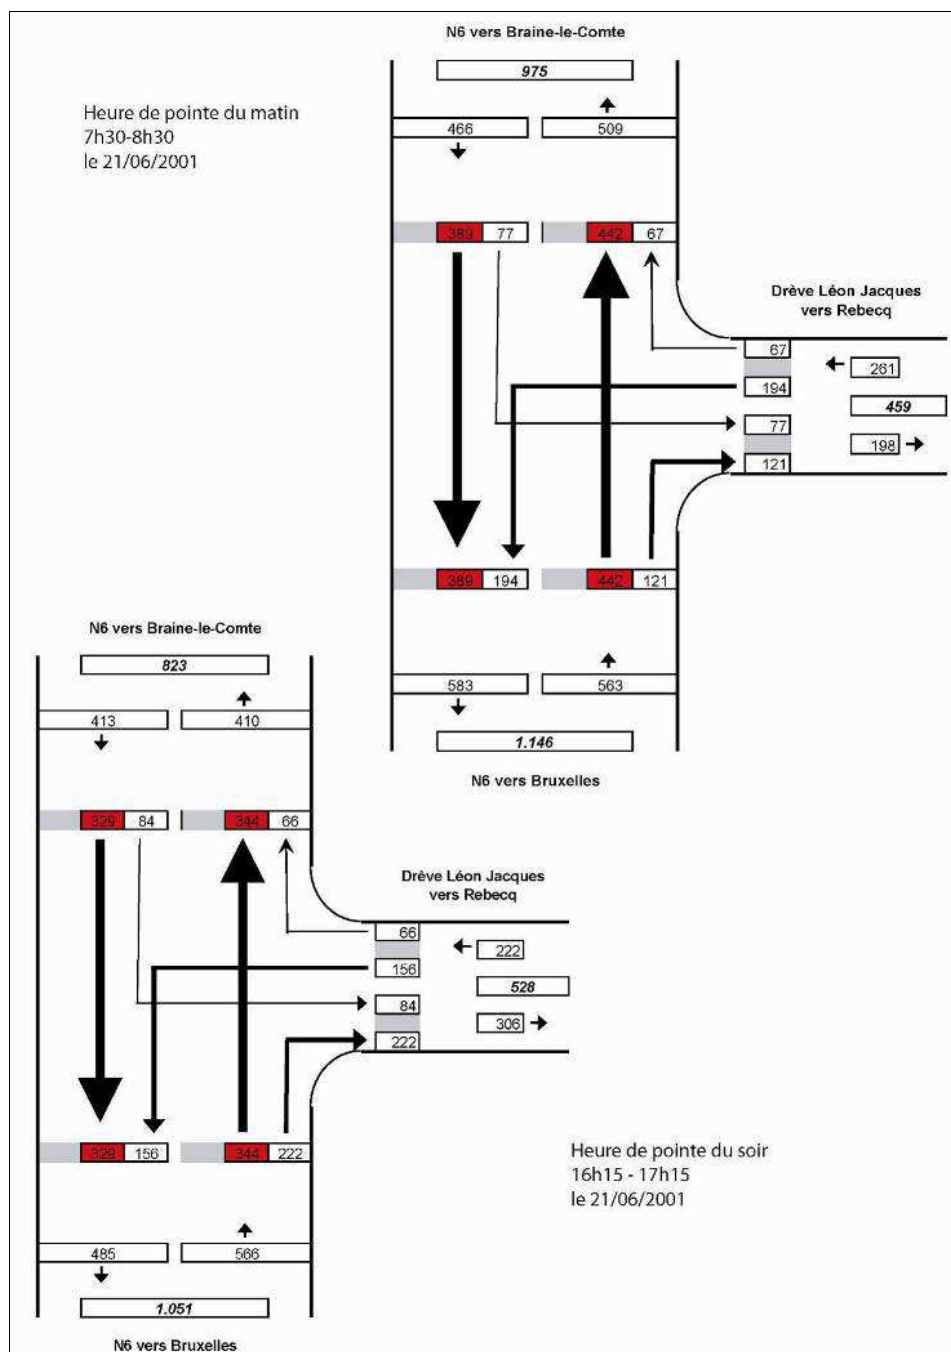 N6 vers Braine-le-Comte
975
Heure de pointe du matin
7h30-8h30
le 21/06/2001
466 509
389 77 442 67
Drève Léon Jacques
vers Rebecq
67
261
194
459
77
198
121
389 194 442 121
583 563
1.146
N6 vers Bruxelles
N6 vers Braine-le-Comte
823
413 410
329 84 344 66
Drève Léon Jacques
vers Rebecq
66
222
156
528
84
306
222
329 156 344 222
Heure de pointe du soir
16h15 - 17h15
le 21/06/2001
485 566
1.051
N6 vers Bruxelles